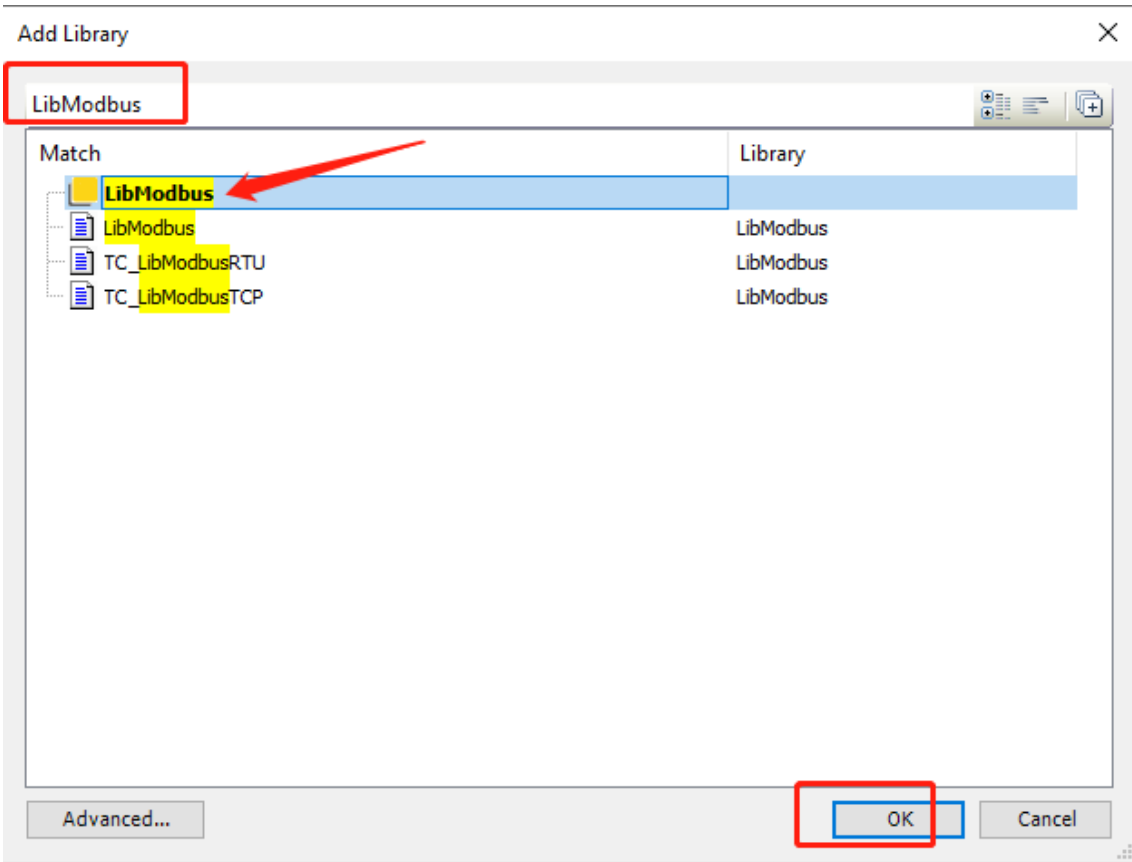 Add Library
LibModbus
Match Library
LibModbus
LibModbus LibModbus
TC_LibModbusRTU LibModbus
TC_LibModbusTCP LibModbus
Advanced... OK Cancel